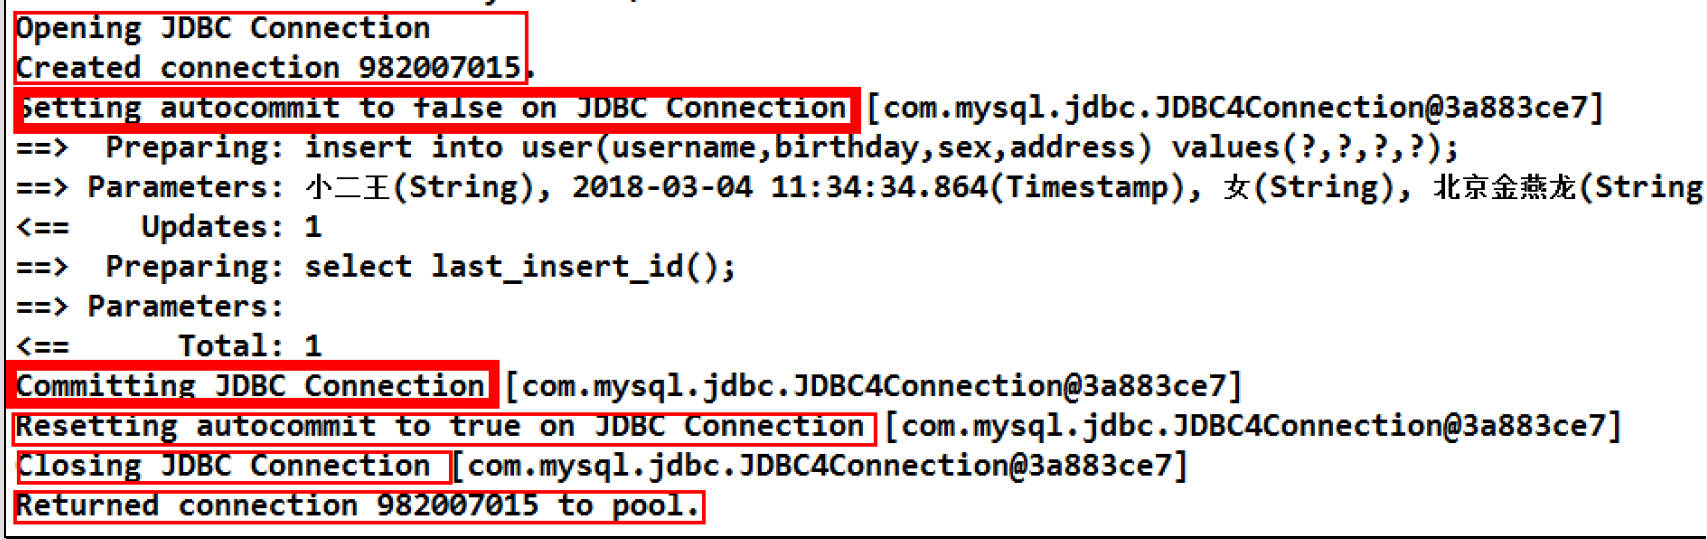 Opening JDBC Connection
Created connection 982007015.
Setting autocommit to false on JDBC Connection [com.mysql.jdbc.JDBC4Connection@3a883ce7]
==>  Preparing: insert into user(username,birthday,sex,address) values(?,?,?,?);
==> Parameters: 小二王(String), 2018-03-04 11:34:34.864(Timestamp), 女(String), 北京金燕龙(String
<==    Updates: 1
==>  Preparing: select last_insert_id();
==> Parameters:
<==      Total: 1
Committing JDBC Connection [com.mysql.jdbc.JDBC4Connection@3a883ce7]
Resetting autocommit to true on JDBC Connection [com.mysql.jdbc.JDBC4Connection@3a883ce7]
Closing JDBC Connection [com.mysql.jdbc.JDBC4Connection@3a883ce7]
Returned connection 982007015 to pool.